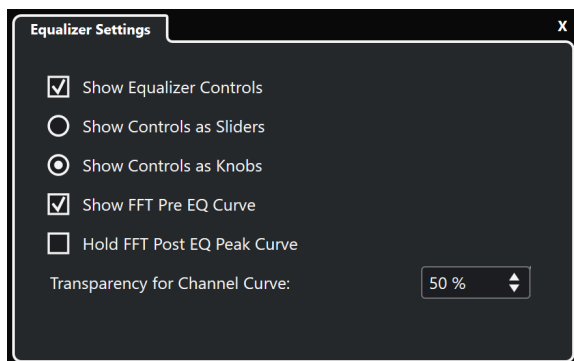 Equalizer Settings X
Show Equalizer Controls
Show Controls as Sliders
Show Controls as Knobs
Show FFT Pre EQ Curve
Hold FFT Post EQ Peak Curve
Transparency for Channel Curve: 50 %